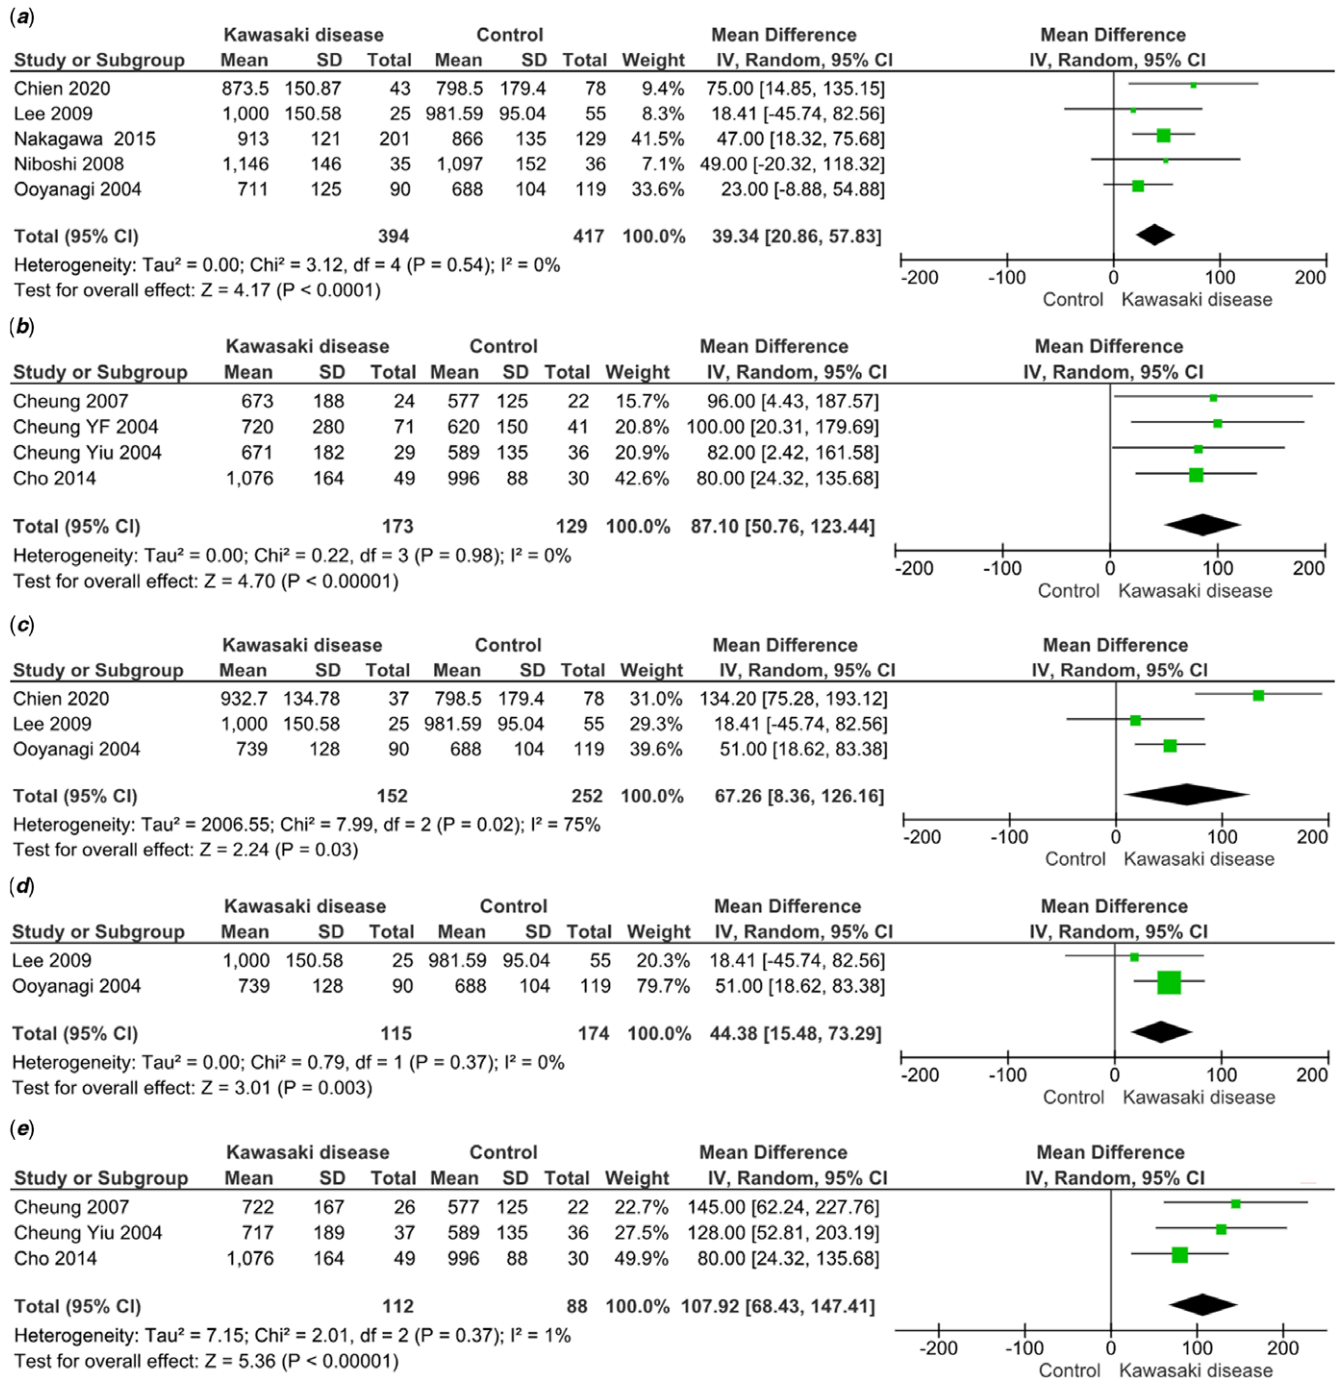 (a)
Kawasaki disease Control Mean Difference Mean Difference
Study or Subgroup Mean SD Total Mean SD Total Weight IV, Random, 95% CI IV, Random, 95% CI
Chien 2020 873.5 150.87 43 798.5 179.4 78 9.4% 75.00 [14.85, 135.15]
Lee 2009 1,000 150.58 25 981.59 95.04 55 8.3% 18.41 [-45.74, 82.56]
Nakagawa 2015 913 121 201 866 135 129 41.5% 47.00 [18.32, 75.68]
Niboshi 2008 1,146 146 35 1,097 152 36 7.1% 49.00 [-20.32, 118.32]
Ooyanagi 2004 711 125 90 688 104 119 33.6% 23.00 [-8.88, 54.88]
Total (95% CI) 394 417 100.0% 39.34 [20.86, 57.83]
Heterogeneity: Tau² = 0.00; Chi² = 3.12, df = 4 (P = 0.54); I² = 0%
Test for overall effect: Z = 4.17 (P < 0.0001)
-200 -100 0 100 200
Control Kawasaki disease
(b)
Kawasaki disease Control Mean Difference Mean Difference
Study or Subgroup Mean SD Total Mean SD Total Weight IV, Random, 95% CI IV, Random, 95% CI
Cheung 2007 673 188 24 577 125 22 15.7% 96.00 [4.43, 187.57]
Cheung YF 2004 720 280 71 620 150 41 20.8% 100.00 [20.31, 179.69]
Cheung Yiu 2004 671 182 29 589 135 36 20.9% 82.00 [2.42, 161.58]
Cho 2014 1,076 164 49 996 88 30 42.6% 80.00 [24.32, 135.68]
Total (95% CI) 173 129 100.0% 87.10 [50.76, 123.44]
Heterogeneity: Tau² = 0.00; Chi² = 0.22, df = 3 (P = 0.98); I² = 0%
Test for overall effect: Z = 4.70 (P < 0.00001)
-200 -100 0 100 200
Control Kawasaki disease
(c)
Kawasaki disease Control Mean Difference Mean Difference
Study or Subgroup Mean SD Total Mean SD Total Weight IV, Random, 95% CI IV, Random, 95% CI
Chien 2020 932.7 134.78 37 798.5 179.4 78 31.0% 134.20 [75.28, 193.12]
Lee 2009 1,000 150.58 25 981.59 95.04 55 29.3% 18.41 [-45.74, 82.56]
Ooyanagi 2004 739 128 90 688 104 119 39.6% 51.00 [18.62, 83.38]
Total (95% CI) 152 252 100.0% 67.26 [8.36, 126.16]
Heterogeneity: Tau² = 2006.55; Chi² = 7.99, df = 2 (P = 0.02); I² = 75%
Test for overall effect: Z = 2.24 (P = 0.03)
-200 -100 0 100 200
Control Kawasaki disease
(d)
Kawasaki disease Control Mean Difference Mean Difference
Study or Subgroup Mean SD Total Mean SD Total Weight IV, Random, 95% CI IV, Random, 95% CI
Lee 2009 1,000 150.58 25 981.59 95.04 55 20.3% 18.41 [-45.74, 82.56]
Ooyanagi 2004 739 128 90 688 104 119 79.7% 51.00 [18.62, 83.38]
Total (95% CI) 115 174 100.0% 44.38 [15.48, 73.29]
Heterogeneity: Tau² = 0.00; Chi² = 0.79, df = 1 (P = 0.37); I² = 0%
Test for overall effect: Z = 3.01 (P = 0.003)
-200 -100 0 100 200
Control Kawasaki disease
(e)
Kawasaki disease Control Mean Difference Mean Difference
Study or Subgroup Mean SD Total Mean SD Total Weight IV, Random, 95% CI IV, Random, 95% CI
Cheung 2007 722 167 26 577 125 22 22.7% 145.00 [62.24, 227.76]
Cheung Yiu 2004 717 189 37 589 135 36 27.5% 128.00 [52.81, 203.19]
Cho 2014 1,076 164 49 996 88 30 49.9% 80.00 [24.32, 135.68]
Total (95% CI) 112 88 100.0% 107.92 [68.43, 147.41]
Heterogeneity: Tau² = 7.15; Chi² = 2.01, df = 2 (P = 0.37); I² = 1%
Test for overall effect: Z = 5.36 (P < 0.00001)
-200 -100 0 100 200
Control Kawasaki disease